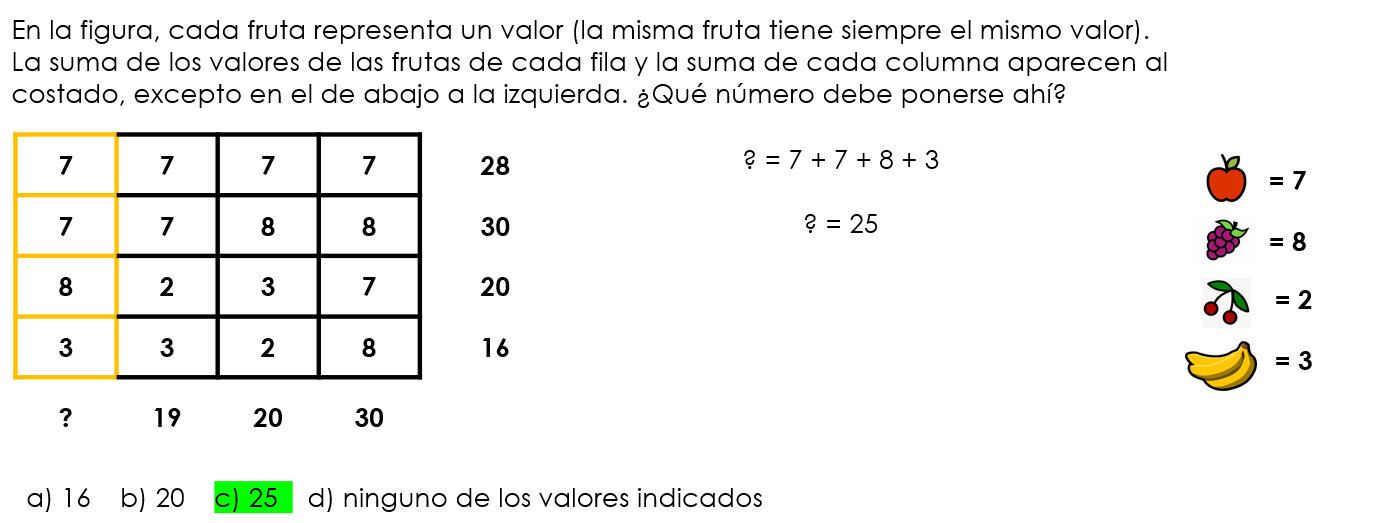 En la figura, cada fruta representa un valor (la misma fruta tiene siempre el mismo valor).
La suma de los valores de las frutas de cada fila y la suma de cada columna aparecen al
costado, excepto en el de abajo a la izquierda. ¿Qué número debe ponerse ahí?
7 7 7 7 28
7 7 8 8 30
8 2 3 7 20
3 3 2 8 16
? 19 20 30
? = 7 + 7 + 8 + 3
? = 25
= 7
= 8
= 2
= 3
a) 16 b) 20 c) 25 d) ninguno de los valores indicados